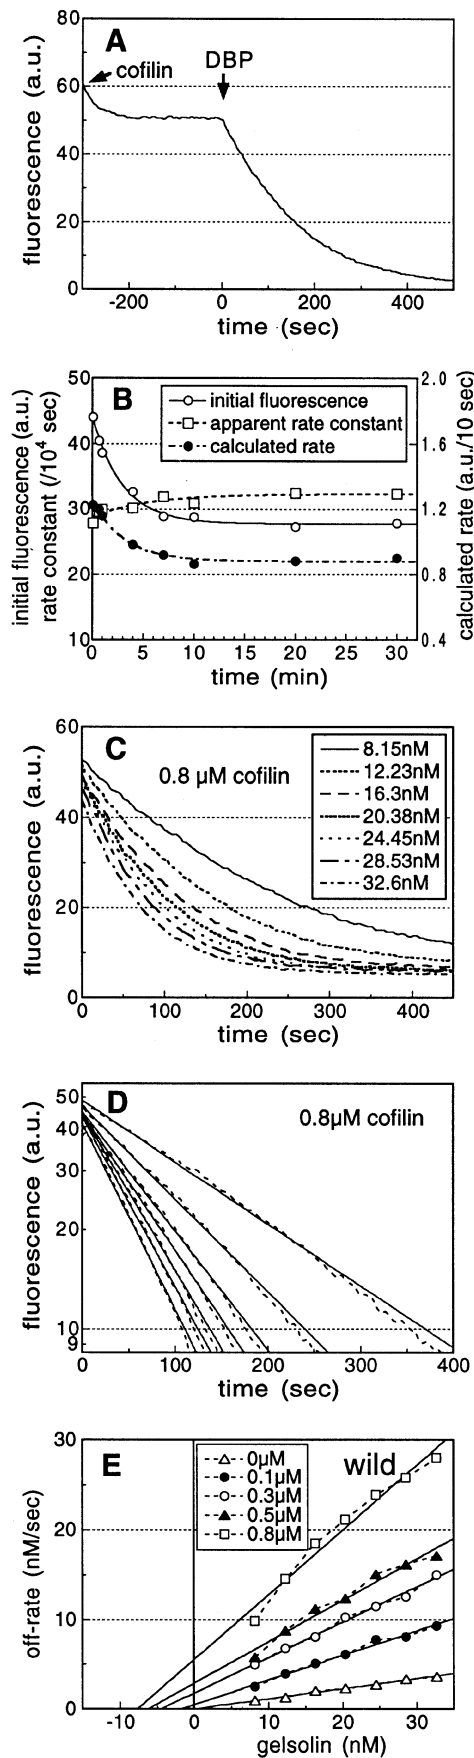 A
cofilin
DBP
fluorescence (a.u.)
80
60
40
20
0
-200 0 200 400
time (sec)
B
initial fluorescence
apparent rate constant
calculated rate
initial fluorescence (a.u.)
rate constant (/10⁴ sec)
calculated rate (a.u./10 sec)
50
40
30
20
10
2.0
1.6
1.2
0.8
0.4
0 5 10 15 20 25 30
time (min)
C
0.8 µM cofilin
8.15nM
12.23nM
16.3nM
20.38nM
24.45nM
28.53nM
32.6nM
fluorescence (a.u.)
60
40
20
0
0 100 200 300 400
time (sec)
D
0.8µM cofilin
fluorescence (a.u.)
50
40
30
20
10
9
0 100 200 300 400
time (sec)
E
wild
0µM
0.1µM
0.3µM
0.5µM
0.8µM
off-rate (nM/sec)
30
20
10
0
-10 0 10 20 30
gelsolin (nM)